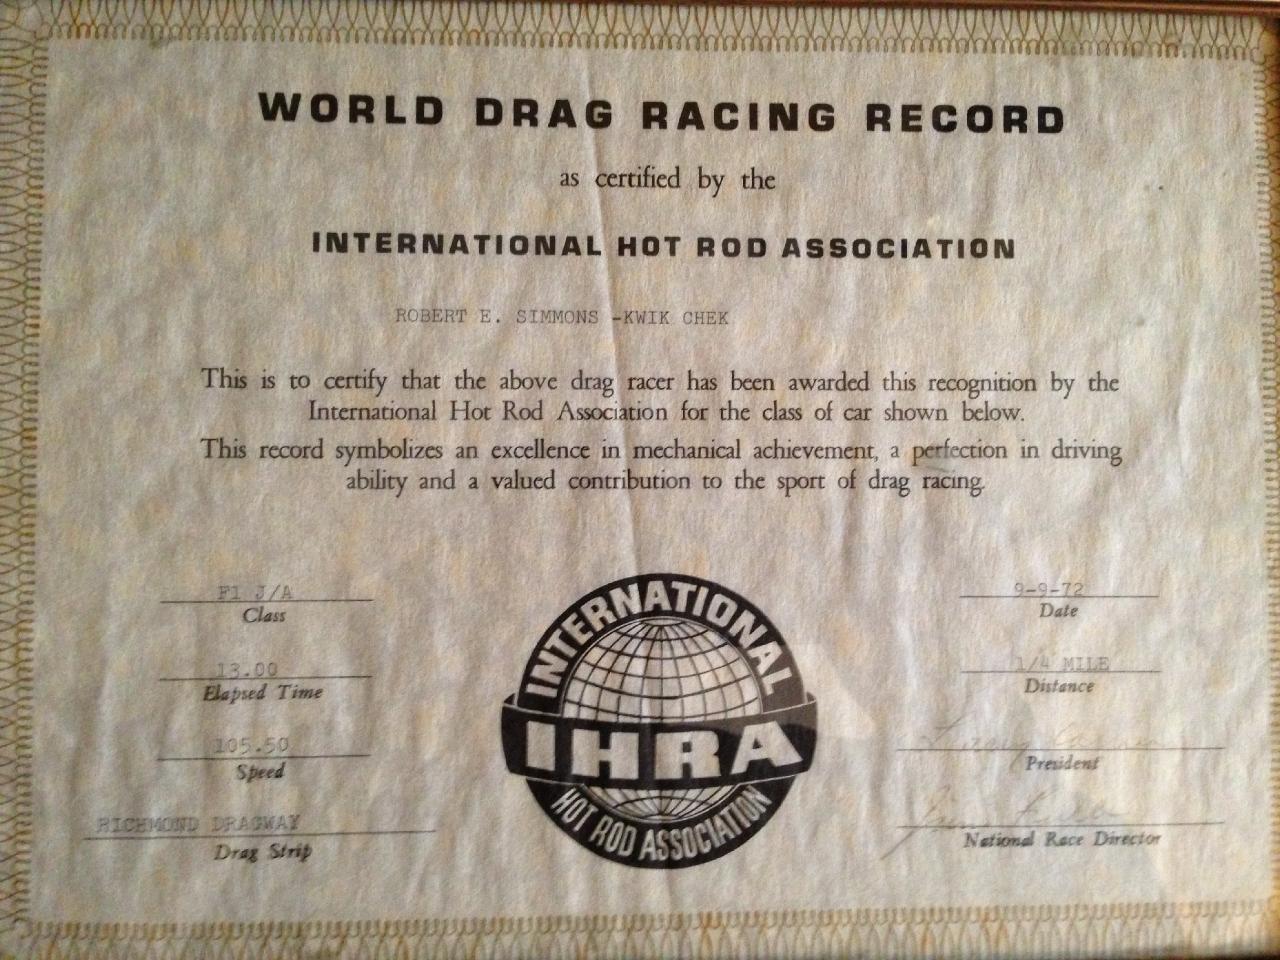 WORLD DRAG RACING RECORD
as certified by the
INTERNATIONAL HOT ROD ASSOCIATION
ROBERT E. SIMMONS -KWIK CHEK
This is to certify that the above drag racer has been awarded this recognition by the
International Hot Rod Association for the class of car shown below.
This record symbolizes an excellence in mechanical achievement, a perfection in driving
ability and a valued contribution to the sport of drag racing.
F1 J/A
Class
13.00
Elapsed Time
105.50
Speed
RICHMOND DRAGWAY
Drag Strip
INTERNATIONAL
IHRA
HOT ROD ASSOCIATION
9-9-72
Date
1/4 MILE
Distance
President
National Race Director